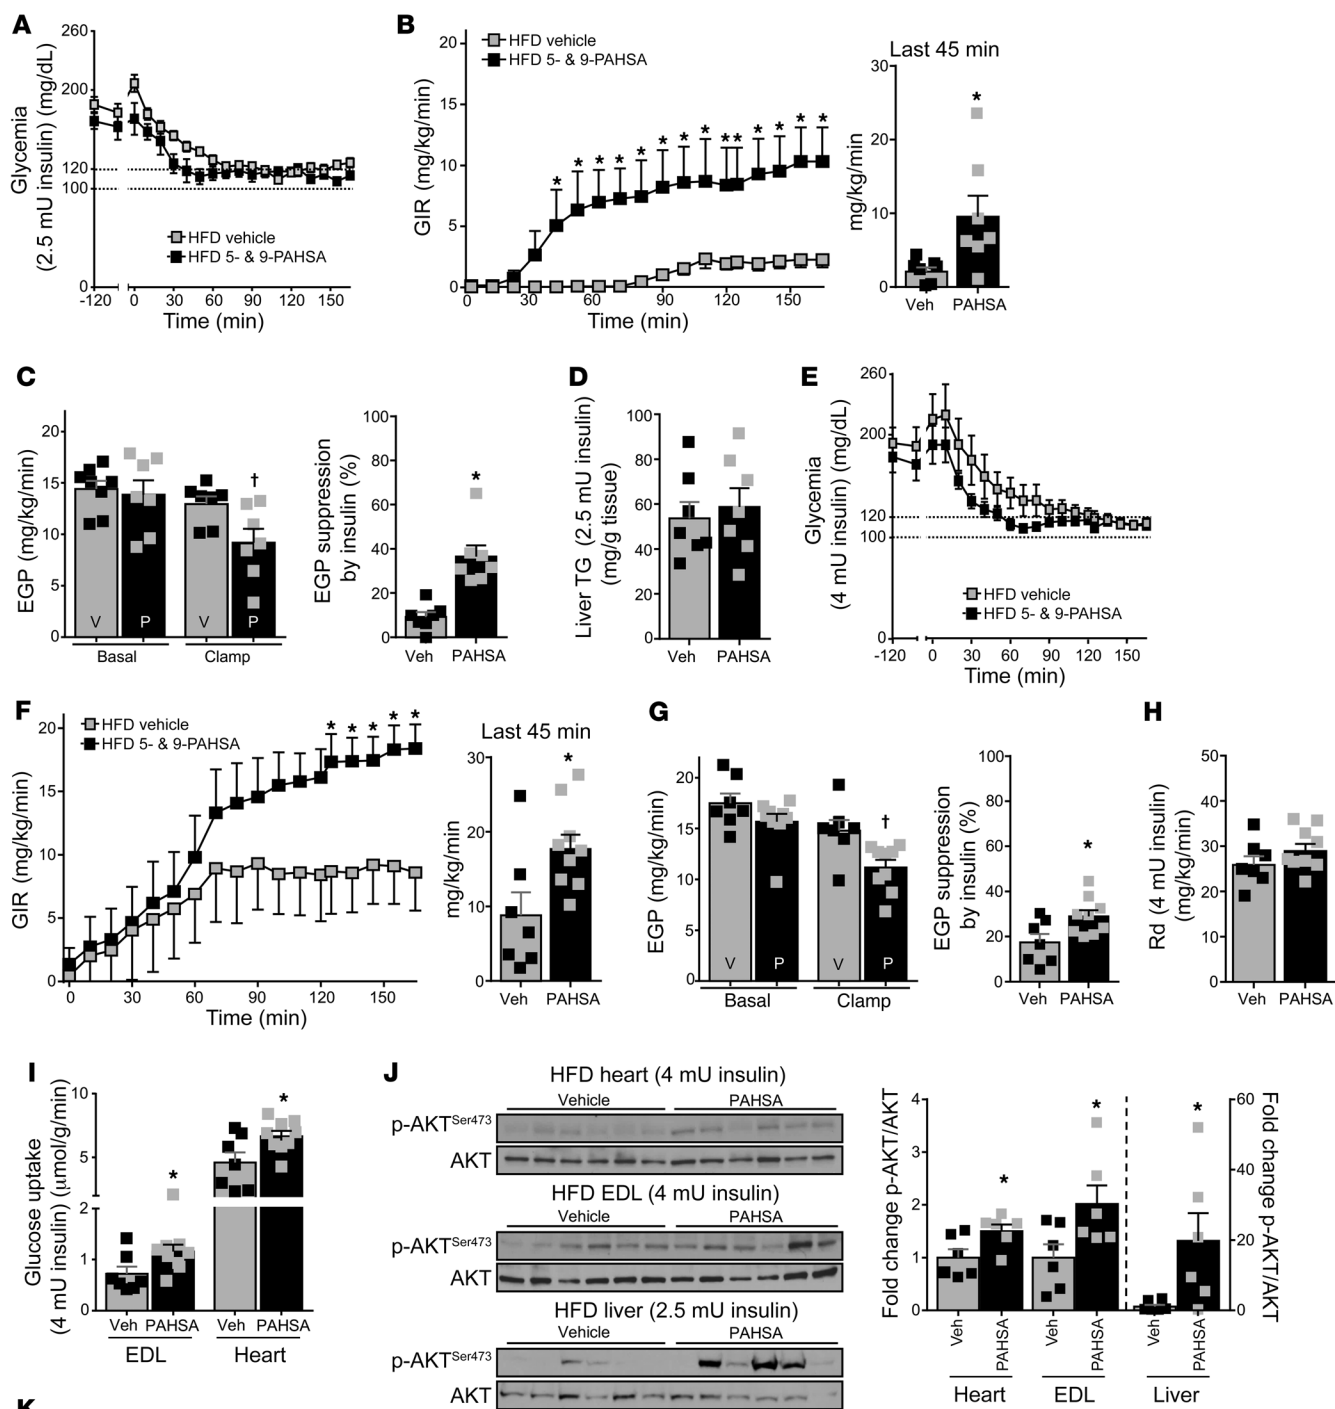 A
260
200
120
100
0
Glycemia
(2.5 mU insulin) (mg/dL)
HFD vehicle
HFD 5- & 9-PAHSA
-120 0 30 60 90 120 150
Time (min)
B
20
15
10
5
0
GIR (mg/kg/min)
HFD vehicle
HFD 5- & 9-PAHSA
* * * * * * * * ** * * * *
30 60 90 120 150
0
Time (min)
Last 45 min
30
20
10
0
mg/kg/min
*
Veh PAHSA
C
20
15
10
15
0
EGP (mg/kg/min)
†
V P V P
Basal Clamp
100
80
60
40
20
0
EGP suppression
by insulin (%)
*
Veh PAHSA
D
100
80
60
40
20
0
Liver TG (2.5 mU insulin)
(mg/g tissue)
Veh PAHSA
E
260
200
120
100
0
Glycemia
(4 mU insulin) (mg/dL)
HFD vehicle
HFD 5- & 9-PAHSA
-120 0 30 60 90 120 150
Time (min)
F
20
15
10
5
0
GIR (mg/kg/min)
HFD vehicle
HFD 5- & 9-PAHSA
* * * * *
0 30 60 90 120 150
Time (min)
Last 45 min
30
20
10
0
mg/kg/min
*
Veh PAHSA
G
20
15
10
5
0
EGP (mg/kg/min)
†
V P V P
Basal Clamp
100
80
60
40
20
0
EGP suppression
by insulin (%)
*
Veh PAHSA
H
50
40
30
20
10
0
Rd (4 mU insulin)
(mg/kg/min)
Veh PAHSA
I
10
5
2
1
0
Glucose uptake
(4 mU insulin) (μmol/g/min)
* *
Veh PAHSA Veh PAHSA
EDL Heart
J
HFD heart (4 mU insulin)
Vehicle PAHSA
p-AKTSer473
AKT
HFD EDL (4 mU insulin)
Vehicle PAHSA
p-AKTSer473
AKT
HFD liver (2.5 mU insulin)
Vehicle PAHSA
p-AKTSer473
AKT
4
3
2
1
0
Fold change p-AKT/AKT
* * *
60
40
20
0
Fold change p-AKT/AKT
Veh PAHSA Veh PAHSA Veh PAHSA
Heart EDL Liver